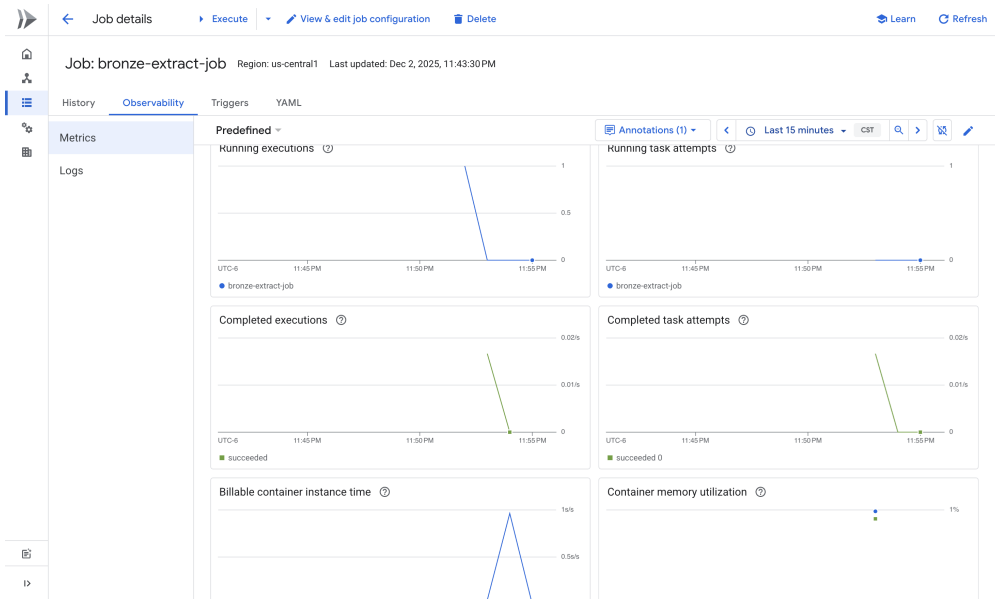 Job details
Execute
View & edit job configuration
Delete
Learn
Refresh
Job: bronze-extract-job
Region: us-central1
Last updated: Dec 2, 2025, 11:43:30 PM
History
Observability
Triggers
YAML
Metrics
Logs
Predefined
Annotations (1)
Last 15 minutes
CST
Running executions
1
0.5
0
UTC-6
11:45 PM
11:50 PM
11:55 PM
bronze-extract-job
Running task attempts
1
0
UTC-6
11:45 PM
11:50 PM
11:55 PM
bronze-extract-job
Completed executions
0.02/s
0.01/s
0
UTC-6
11:45 PM
11:50 PM
11:55 PM
succeeded
Completed task attempts
0.02/s
0.01/s
0
UTC-6
11:45 PM
11:50 PM
11:55 PM
succeeded 0
Billable container instance time
1s/s
0.5s/s
Container memory utilization
1%